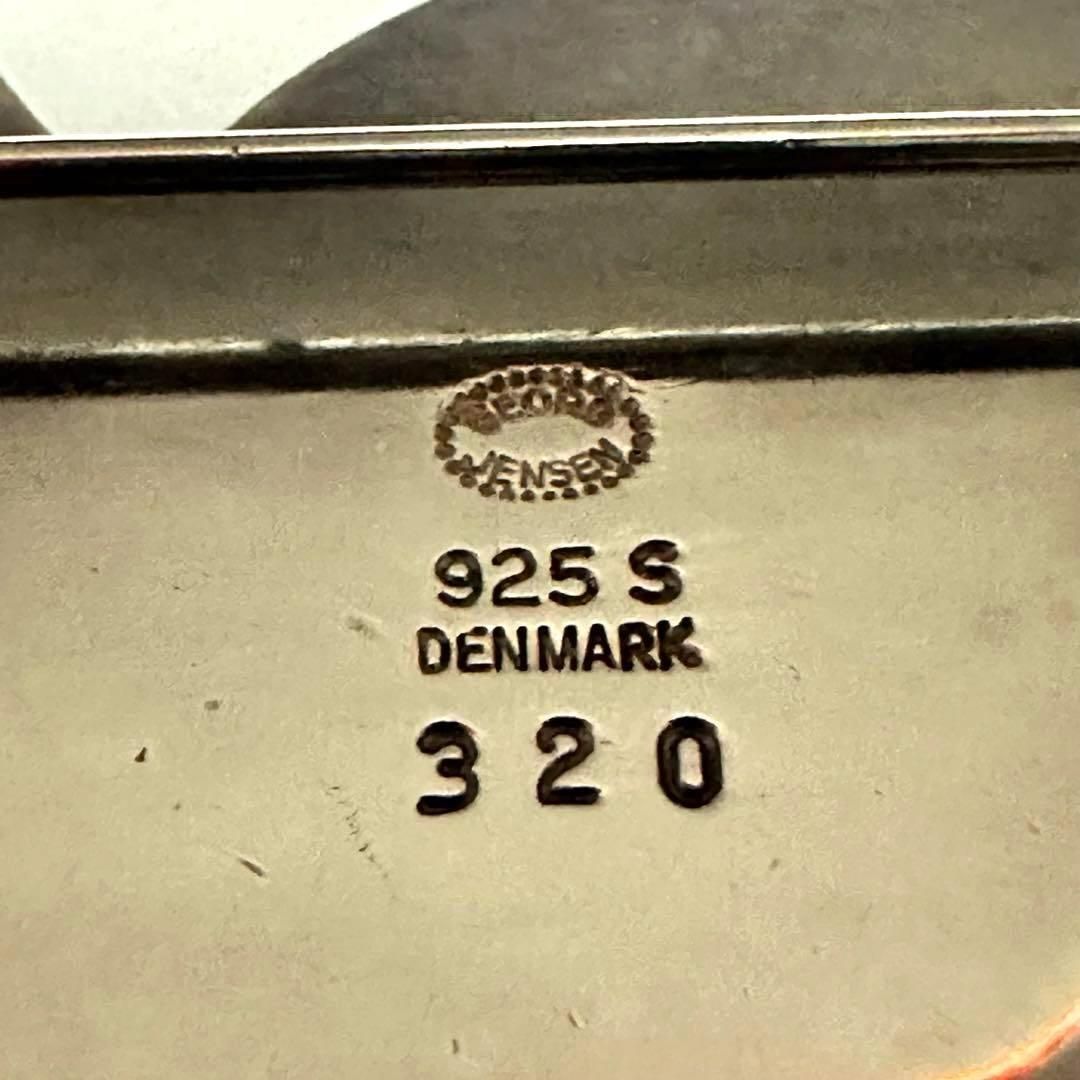 GEORG
JENSEN
925 S
DENMARK
320